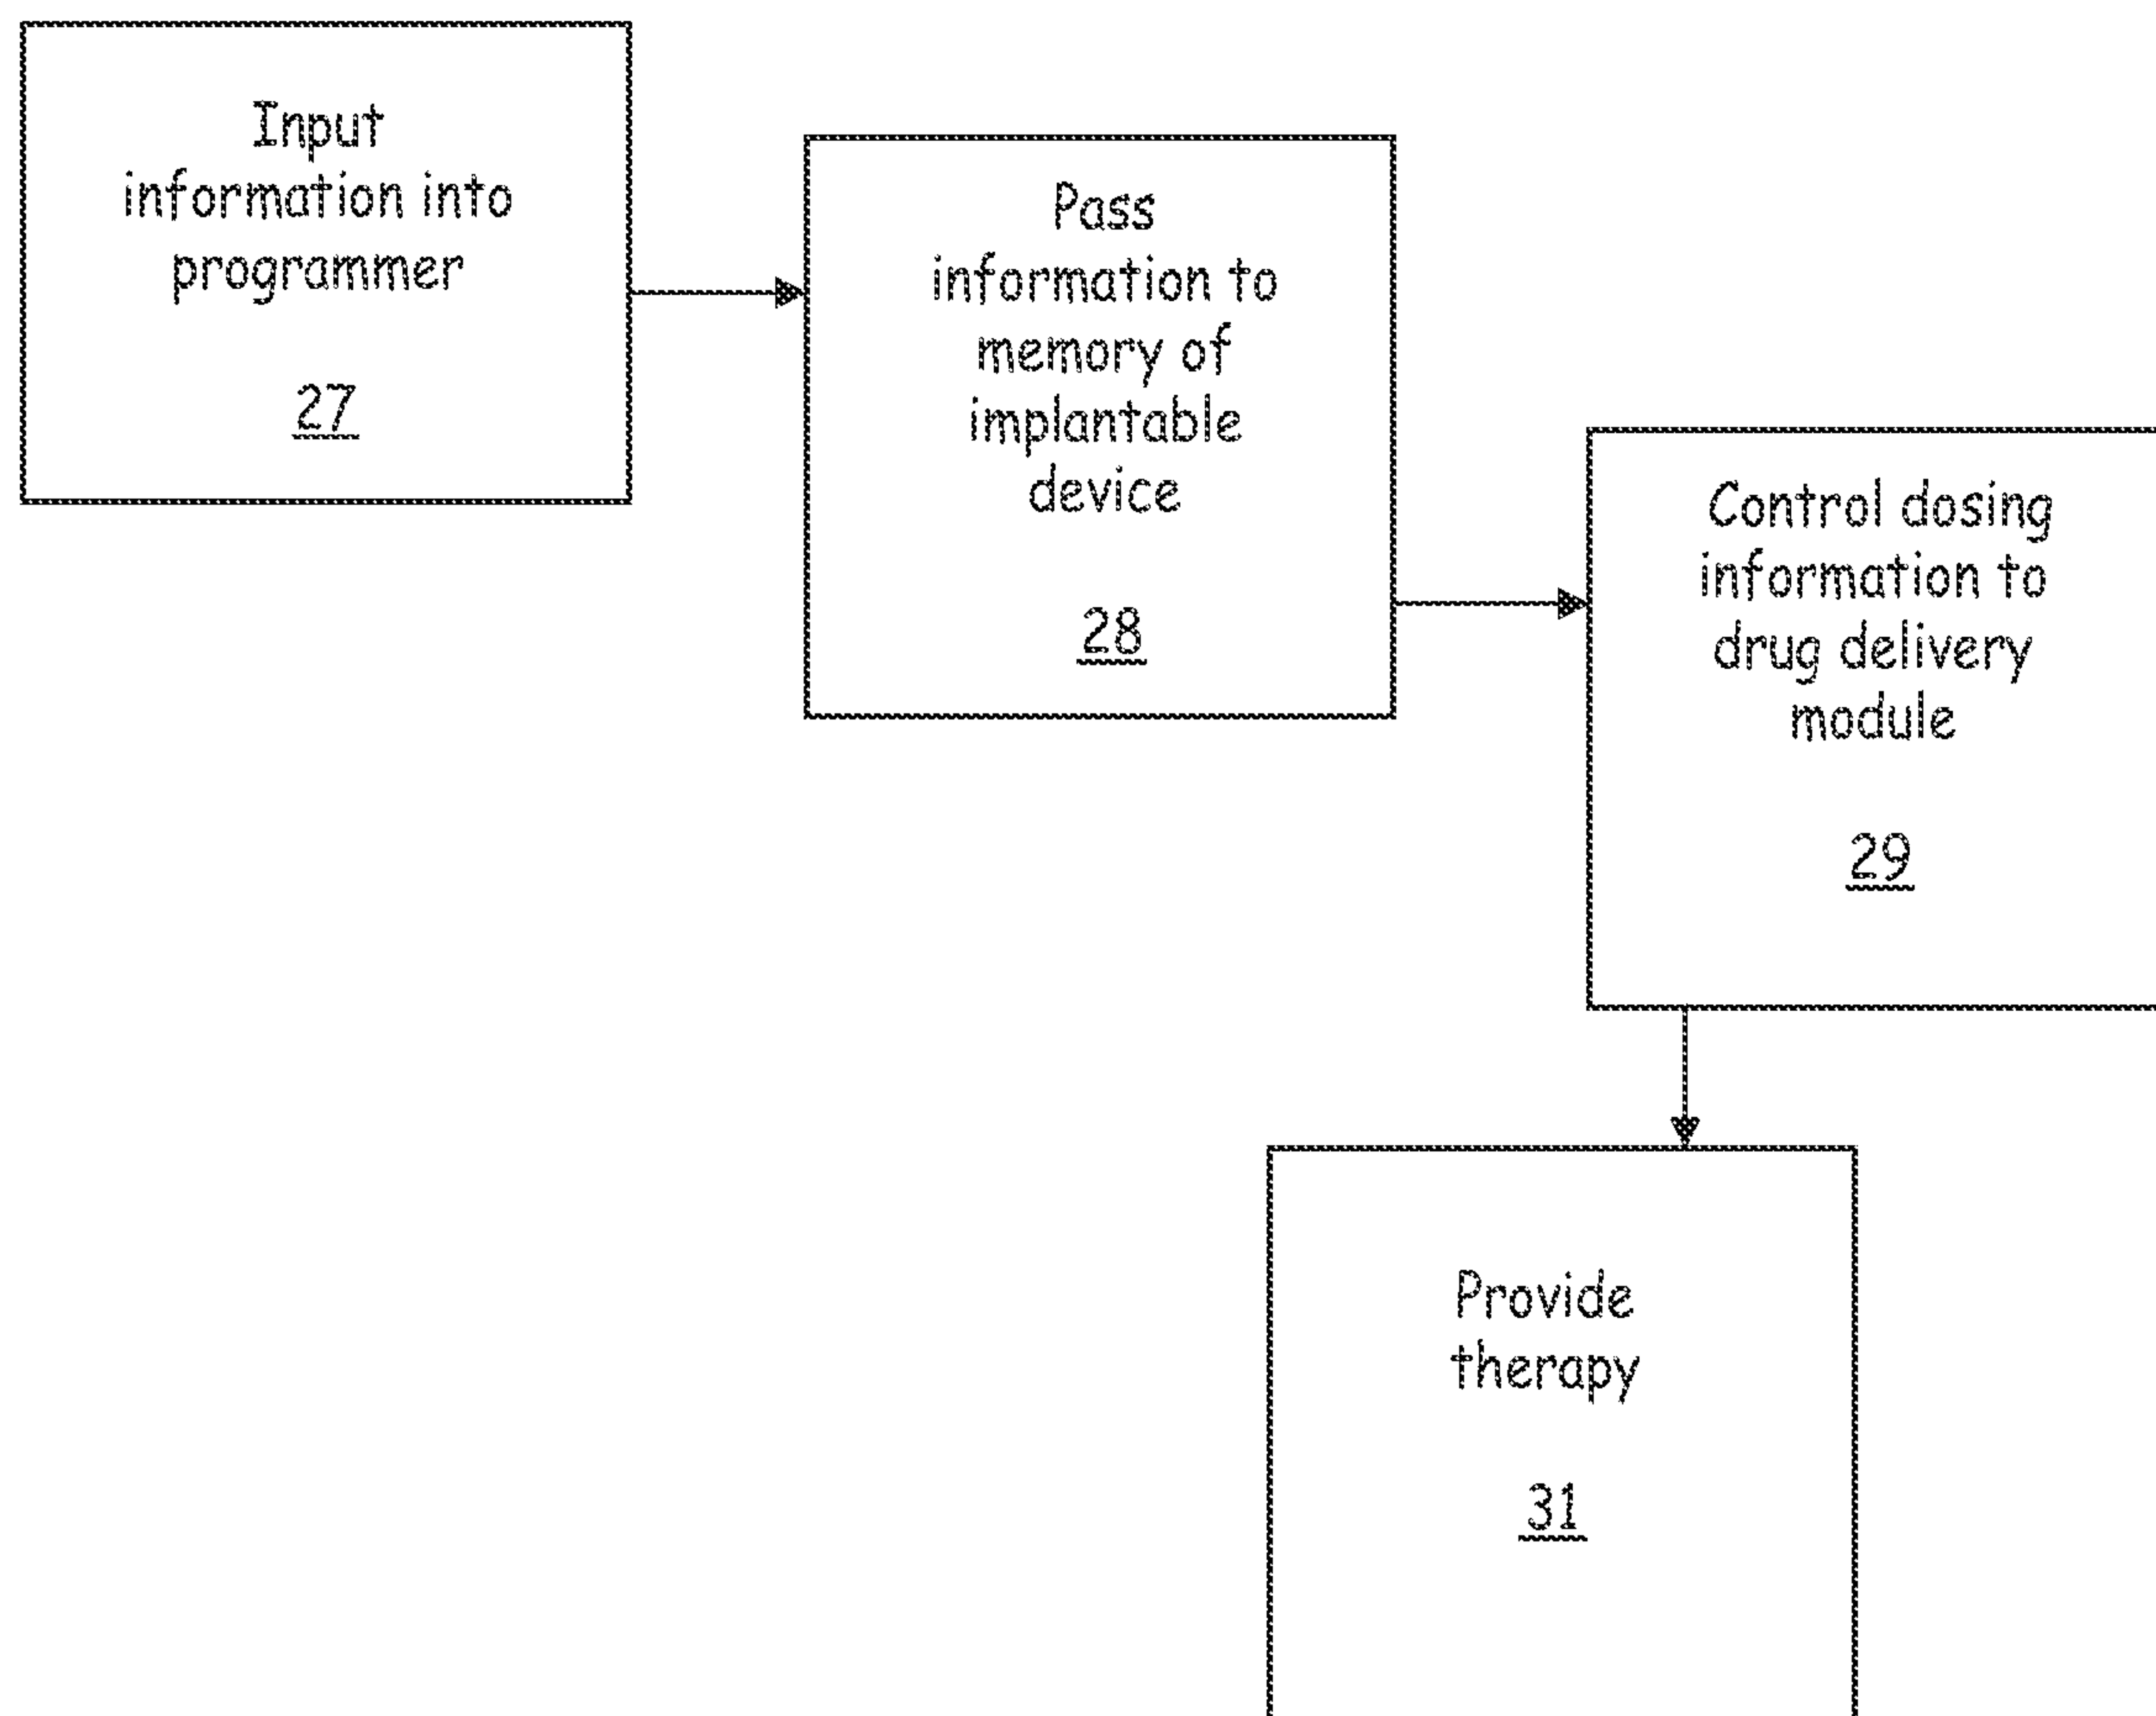 Input
information into
programmer
27
Pass
information to
memory of
implantable
device
28
Control dosing
information to
drug delivery
module
29
Provide
therapy
31